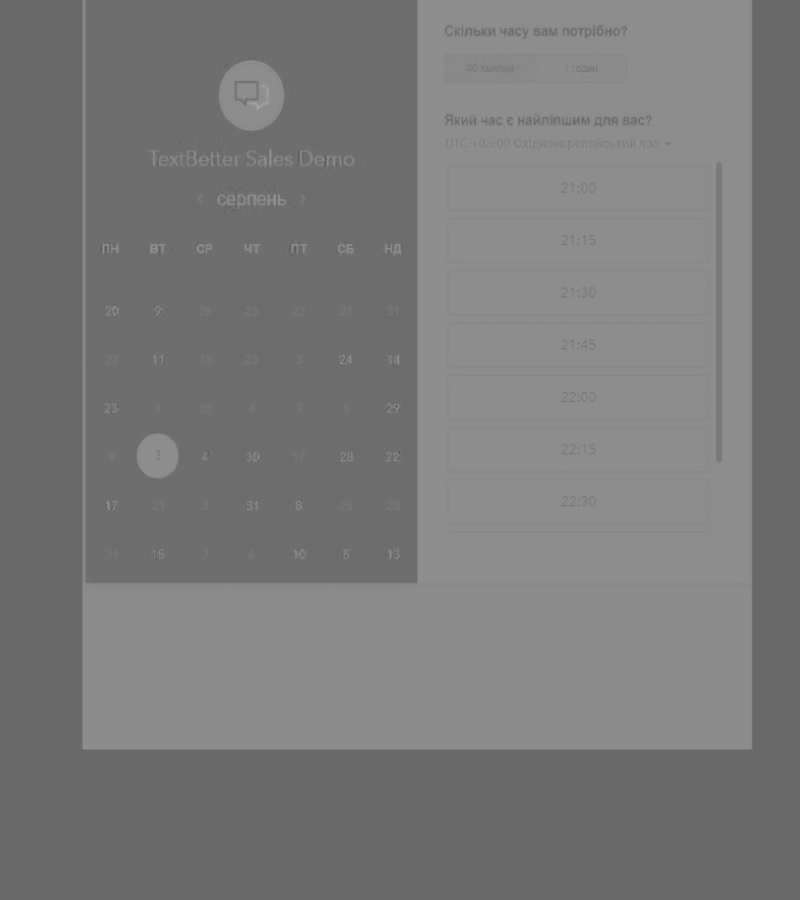 TextBetter Sales Demo
‹ серпень ›
ПН ВТ СР ЧТ ПТ СБ НД
20 9 26 23 23 21 31
27 11 15 23 3 24 14
23 1 30 4 7 5 29
9 3 4 30 17 28 22
17 21 3 31 8 25 28
31 15 7 6 10 5 13
Скільки часу вам потрібно?
40 хвилин 1 годин
Який час є найліпшим для вас?
UTC +03:00 Східноєвропейський час
21:00
21:15
21:30
21:45
22:00
22:15
22:30